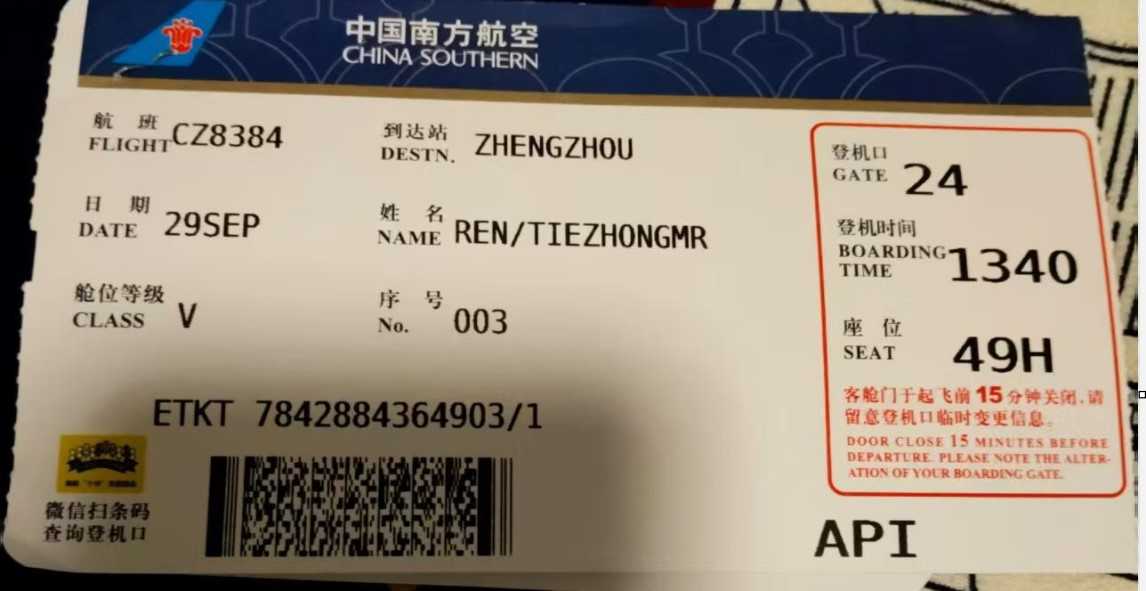 中国南方航空
CHINA SOUTHERN
航 班
FLIGHT CZ8384
到达站
DESTN. ZHENGZHOU
日 期
DATE 29SEP
姓 名
NAME REN/TIEZHONGMR
舱位等级
CLASS V
序 号
No. 003
ETKT 7842884364903/1
微信扫条码
查询登机口
登机口
GATE 24
登机时间
BOARDING
TIME 1340
座 位
SEAT 49H
客舱门于起飞前15分钟关闭,请
留意登机口临时变更信息。
DOOR CLOSE 15 MINUTES BEFORE
DEPARTURE. PLEASE NOTE THE ALTER-
ATION OF YOUR BOARDING GATE.
API